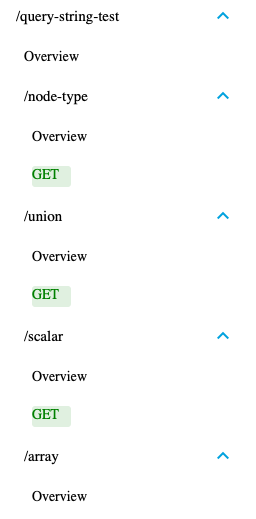 /query-string-test
Overview
/node-type
Overview
GET
/union
Overview
GET
/scalar
Overview
GET
/array
Overview